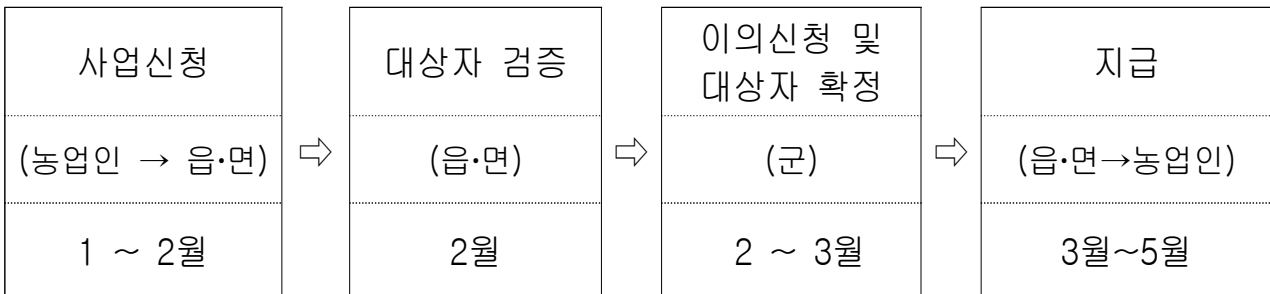 사업신청
(농업인 → 읍·면)
1 ~ 2월
⇨
대상자 검증
(읍·면)
2월
⇨
이의신청 및
대상자 확정
(군)
2 ~ 3월
⇨
지급
(읍·면→농업인)
3월~5월